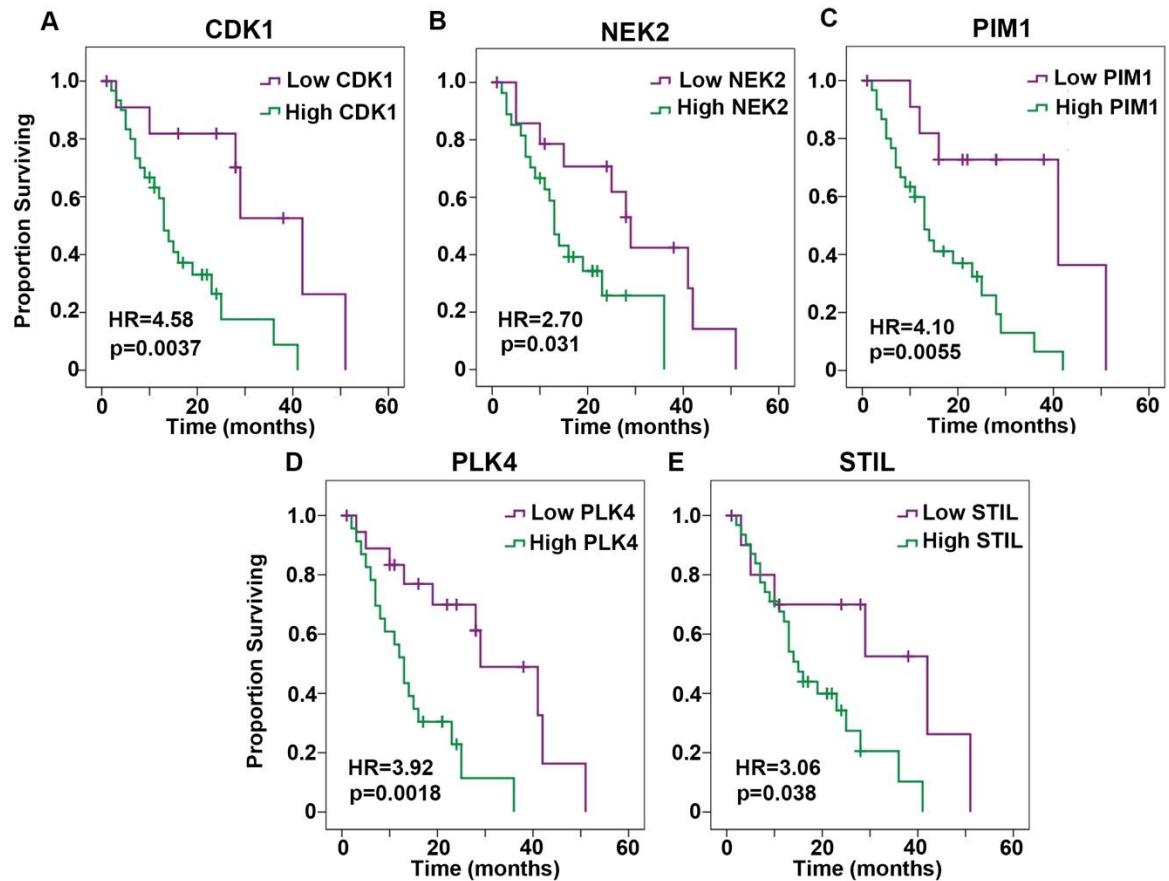 A
CDK1
Low CDK1
High CDK1
1.0
0.8
0.6
0.4
0.2
0
HR=4.58
p=0.0037
0 20 40 60
Time (months)
Proportion Surviving
B
NEK2
Low NEK2
High NEK2
1.0
0.8
0.6
0.4
0.2
0
HR=2.70
p=0.031
0 20 40 60
Time (months)
C
PIM1
Low PIM1
High PIM1
1.0
0.8
0.6
0.4
0.2
0
HR=4.10
p=0.0055
0 20 40 60
Time (months)
D
PLK4
Low PLK4
High PLK4
1.0
0.8
0.6
0.4
0.2
0
HR=3.92
p=0.0018
0 20 40 60
Time (months)
Proportion Surviving
E
STIL
Low STIL
High STIL
1.0
0.8
0.6
0.4
0.2
0
HR=3.06
p=0.038
0 20 40 60
Time (months)